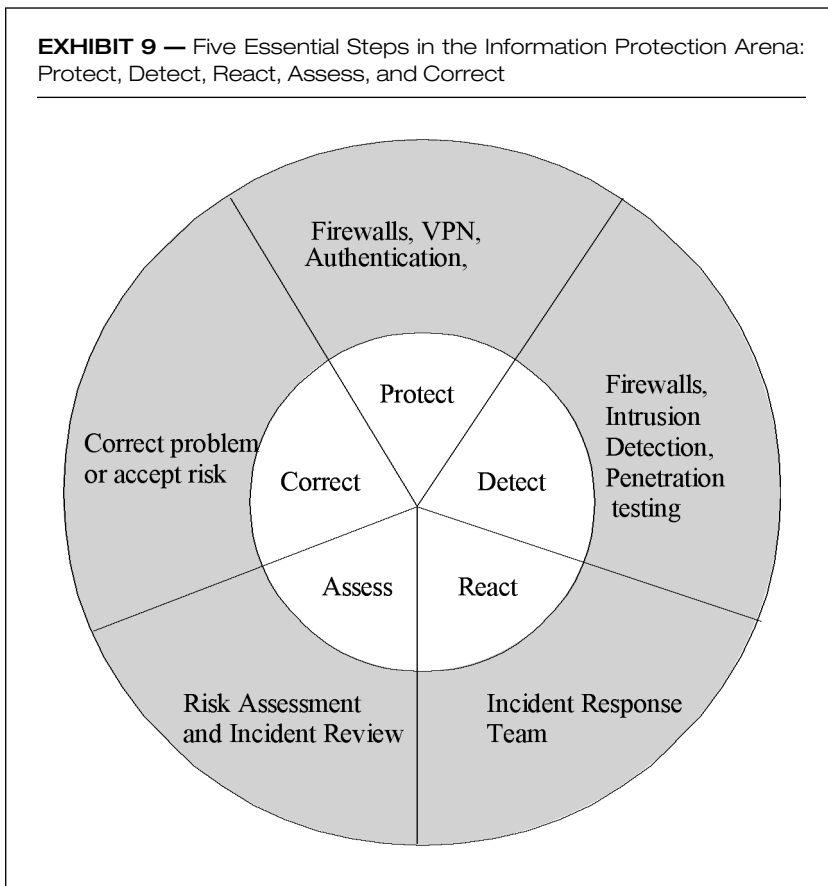 EXHIBIT 9 — Five Essential Steps in the Information Protection Arena:
Protect, Detect, React, Assess, and Correct
Firewalls, VPN,
Authentication,
Protect
Firewalls,
Intrusion
Detection,
Penetration
testing
Detect
React
Incident Response
Team
Assess
Risk Assessment
and Incident Review
Correct
Correct problem
or accept risk